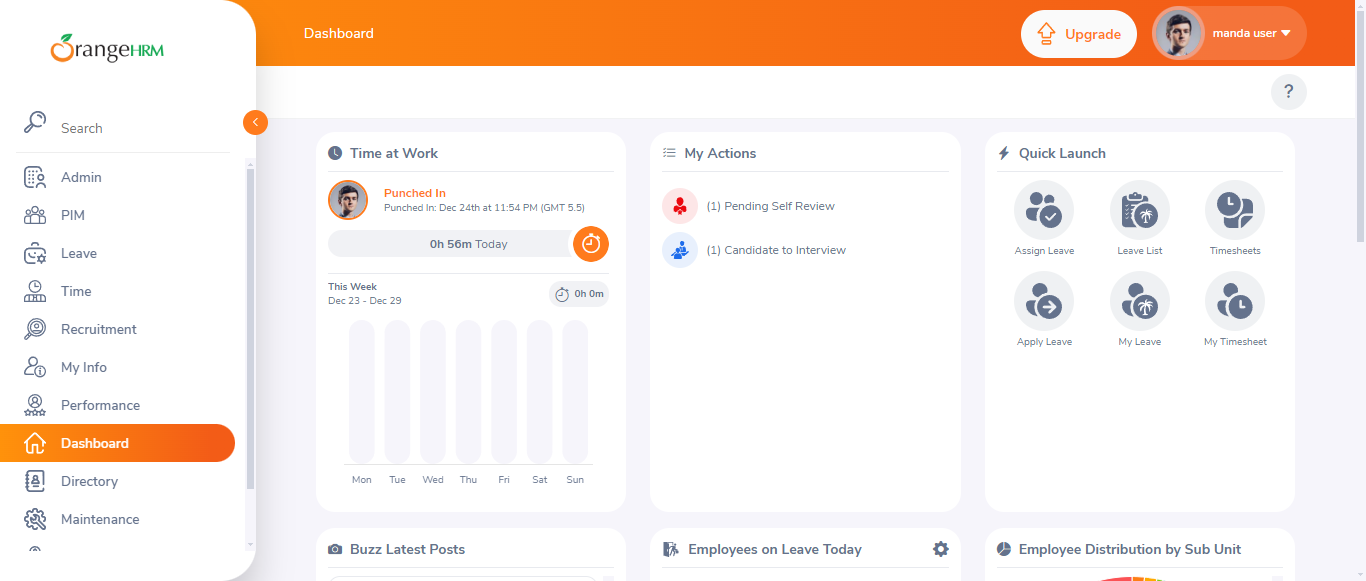 OrangeHRM
Dashboard
Upgrade
manda user
?
Search
Admin
PIM
Leave
Time
Recruitment
My Info
Performance
Dashboard
Directory
Maintenance
Time at Work
Punched In
Punched In: Dec 24th at 11:54 PM (GMT 5.5)
0h 56m Today
This Week
Dec 23 - Dec 29
0h 0m
Mon Tue Wed Thu Fri Sat Sun
My Actions
(1) Pending Self Review
(1) Candidate to Interview
Quick Launch
Assign Leave Leave List Timesheets
Apply Leave My Leave My Timesheet
Buzz Latest Posts
Employees on Leave Today
Employee Distribution by Sub Unit